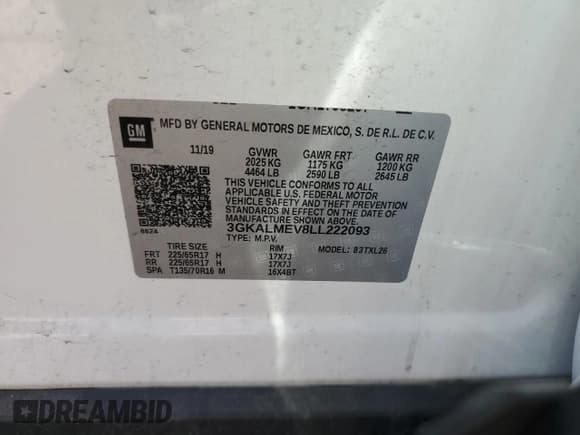 GM
MFD BY GENERAL MOTORS DE MEXICO, S. DE R.L. DE C.V.
11/19 GVWR GAWR FRT GAWR RR
2025 KG 1175 KG 1200 KG
4464 LB 2590 LB 2645 LB
THIS VEHICLE CONFORMS TO ALL
APPLICABLE U.S. FEDERAL MOTOR
VEHICLE SAFETY AND THEFT PREVENTION
STANDARDS IN EFFECT ON THE DATE OF
MANUFACTURE SHOWN ABOVE.
6624 3GKALMEV8LL222093
TYPE: M.P.V. MODEL: 83TXL26
TIRE SIZE RIM
FRT 225/65R17 H 17X7J
RR 225/65R17 H 17X7J
SPA T135/70R16 M 16X4BT
DREAMBID